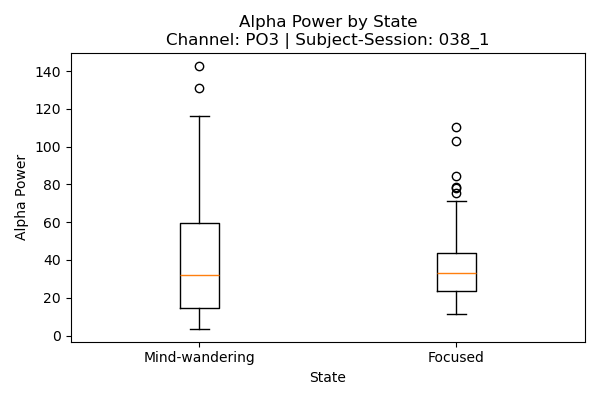 Alpha Power by State
Channel: PO3 | Subject-Session: 038_1
Alpha Power
140
120
100
80
60
40
20
0
Mind-wandering
Focused
State